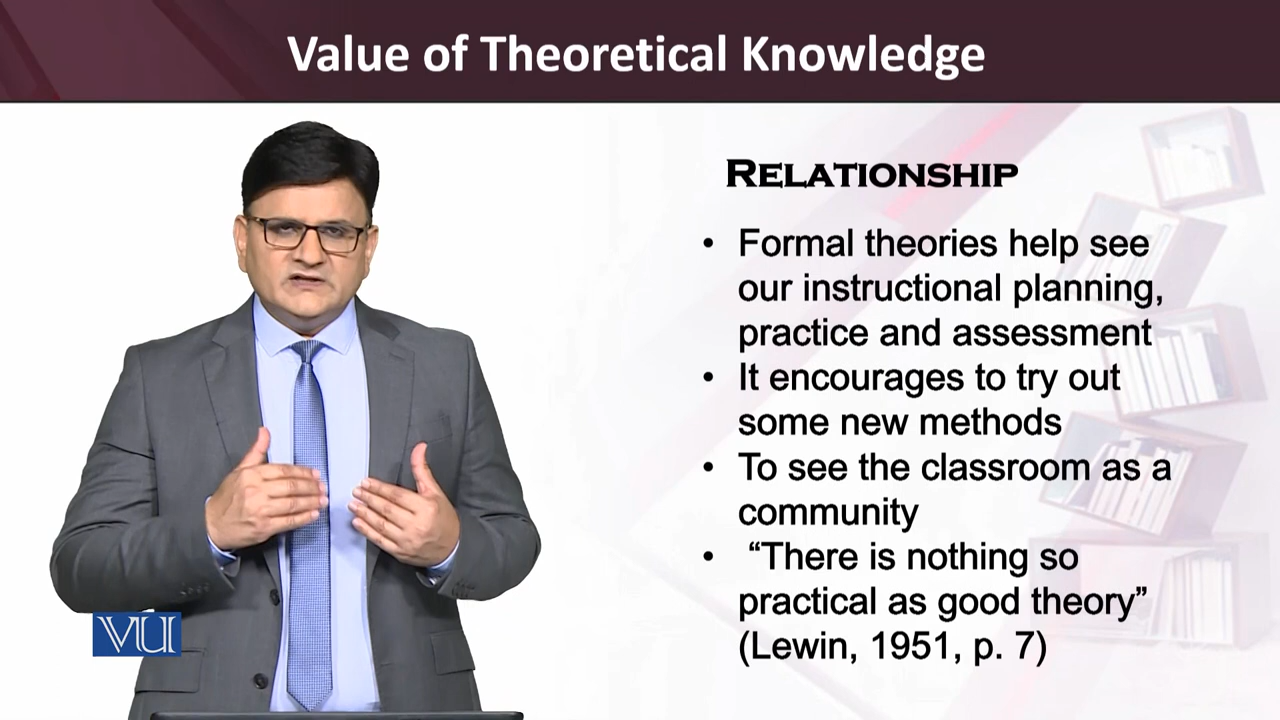 Value of Theoretical Knowledge
RELATIONSHIP
• Formal theories help see
our instructional planning,
practice and assessment
• It encourages to try out
some new methods
• To see the classroom as a
community
• “There is nothing so
practical as good theory”
(Lewin, 1951, p. 7)
VU